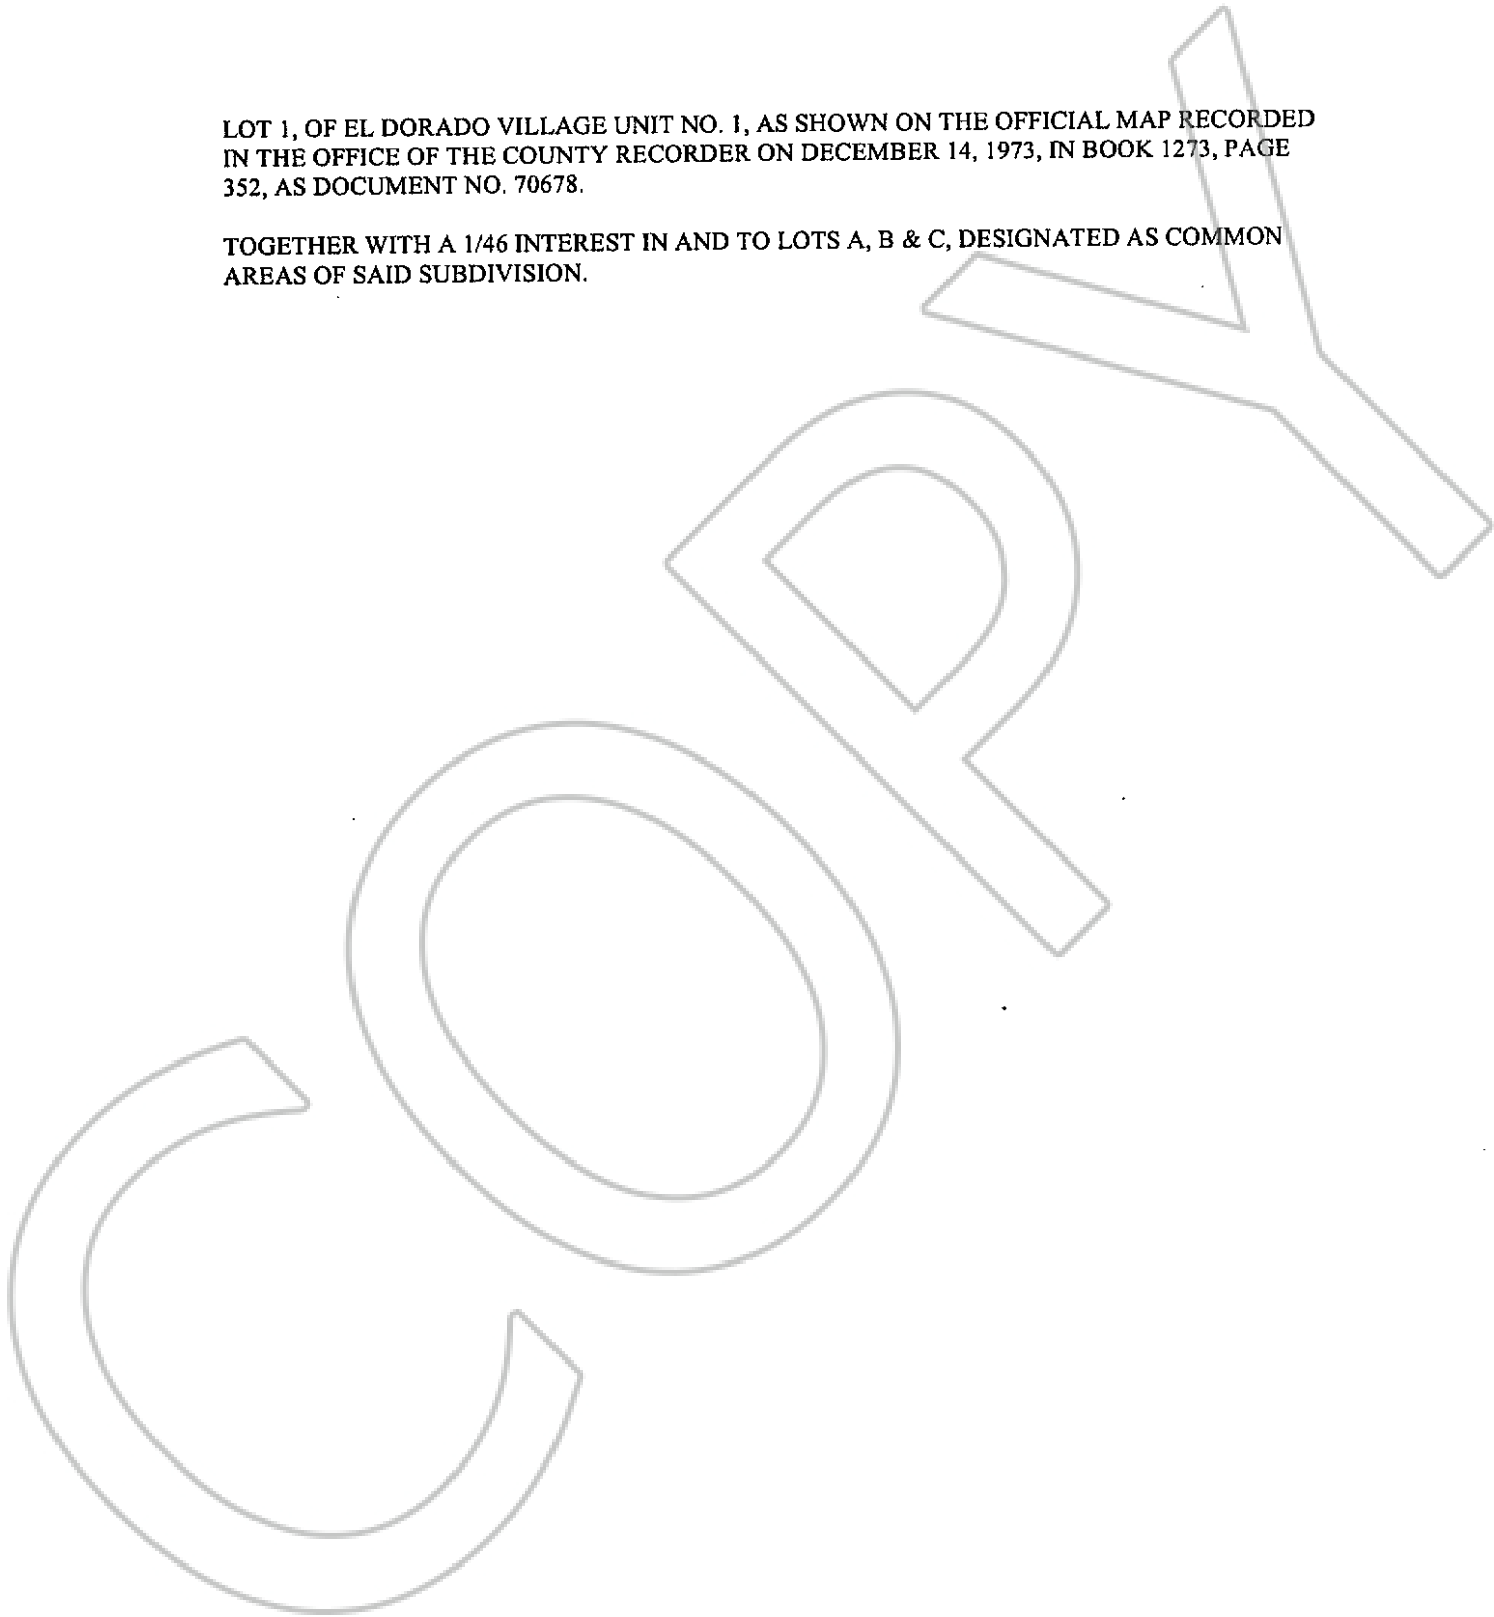 LOT 1, OF EL DORADO VILLAGE UNIT NO. 1, AS SHOWN ON THE OFFICIAL MAP RECORDED
IN THE OFFICE OF THE COUNTY RECORDER ON DECEMBER 14, 1973, IN BOOK 1273, PAGE
352, AS DOCUMENT NO. 70678.
TOGETHER WITH A 1/46 INTEREST IN AND TO LOTS A, B & C, DESIGNATED AS COMMON
AREAS OF SAID SUBDIVISION.
COPY